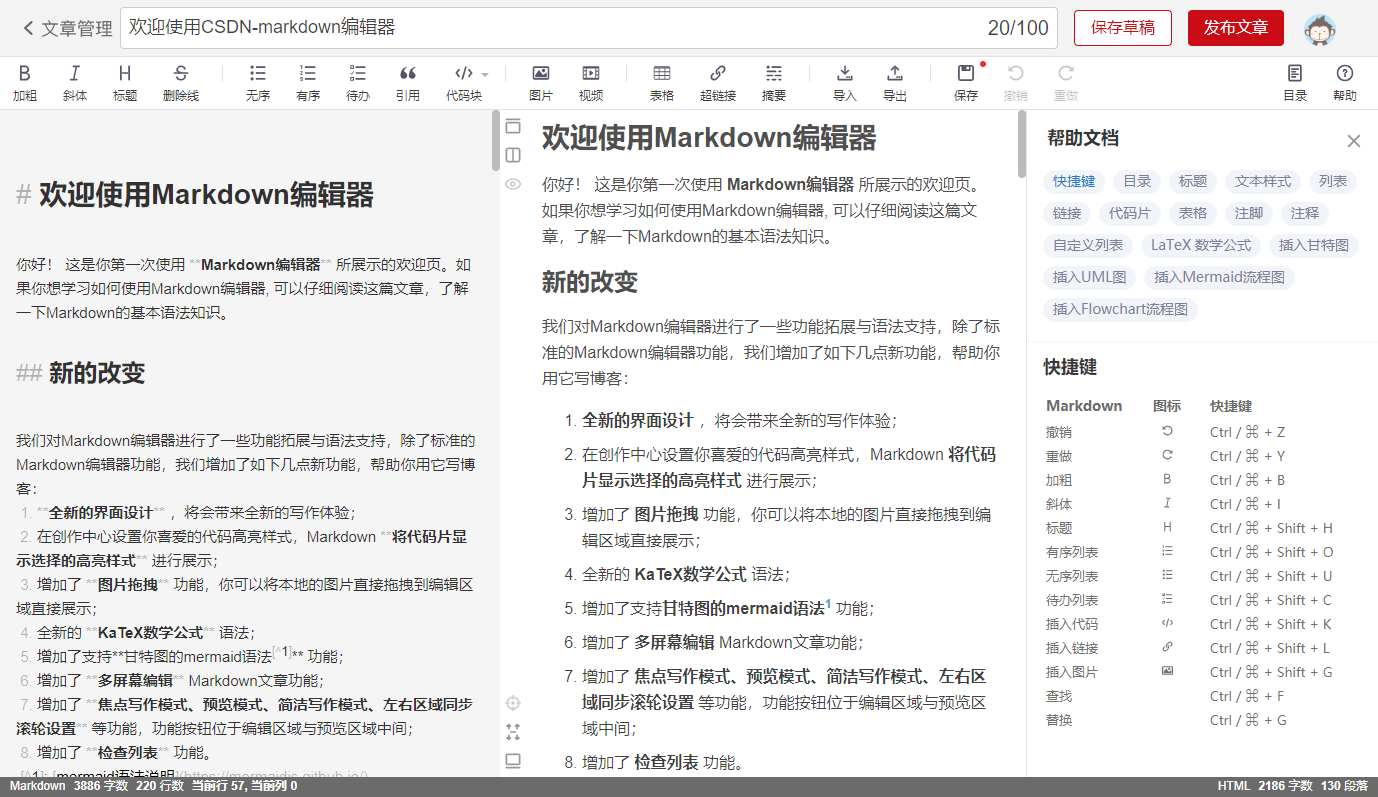 文章管理
欢迎使用CSDN-markdown编辑器
20/100
保存草稿
发布文章
加粗 斜体 标题 删除线 无序 有序 待办 引用 代码块 图片 视频 表格 超链接 摘要 导入 导出 保存 撤销 重做 目录 帮助
# 欢迎使用Markdown编辑器
你好! 这是你第一次使用 **Markdown编辑器** 所展示的欢迎页。如
果你想学习如何使用Markdown编辑器, 可以仔细阅读这篇文章，了解
一下Markdown的基本语法知识。
## 新的改变
我们对Markdown编辑器进行了一些功能拓展与语法支持，除了标准的
Markdown编辑器功能，我们增加了如下几点新功能，帮助你用它写博
客：
1. **全新的界面设计** ，将会带来全新的写作体验；
2. 在创作中心设置你喜爱的代码高亮样式，Markdown **将代码片显
示选择的高亮样式** 进行展示；
3. 增加了 **图片拖拽** 功能，你可以将本地的图片直接拖拽到编辑区
域直接展示；
4. 全新的 **KaTeX数学公式** 语法；
5. 增加了支持**甘特图的mermaid语法[^1]** 功能；
6. 增加了 **多屏幕编辑** Markdown文章功能；
7. 增加了 **焦点写作模式、预览模式、简洁写作模式、左右区域同步
滚轮设置** 等功能，功能按钮位于编辑区域与预览区域中间；
8. 增加了 **检查列表** 功能。
[^1]: [mermaid语法说明](https://mermaidjs.github.io/)
欢迎使用Markdown编辑器
你好! 这是你第一次使用 Markdown编辑器 所展示的欢迎页。
如果你想学习如何使用Markdown编辑器, 可以仔细阅读这篇文
章，了解一下Markdown的基本语法知识。
新的改变
我们对Markdown编辑器进行了一些功能拓展与语法支持，除了标
准的Markdown编辑器功能，我们增加了如下几点新功能，帮助你
用它写博客：
1. 全新的界面设计 ，将会带来全新的写作体验；
2. 在创作中心设置你喜爱的代码高亮样式，Markdown 将代码
片显示选择的高亮样式 进行展示；
3. 增加了 图片拖拽 功能，你可以将本地的图片直接拖拽到编
辑区域直接展示；
4. 全新的 KaTeX数学公式 语法；
5. 增加了支持甘特图的mermaid语法1 功能；
6. 增加了 多屏幕编辑 Markdown文章功能；
7. 增加了 焦点写作模式、预览模式、简洁写作模式、左右区
域同步滚轮设置 等功能，功能按钮位于编辑区域与预览区
域中间；
8. 增加了 检查列表 功能。
帮助文档
快捷键 目录 标题 文本样式 列表
链接 代码片 表格 注脚 注释
自定义列表 LaTeX 数学公式 插入甘特图
插入UML图 插入Mermaid流程图
插入Flowchart流程图
快捷键
Markdown 图标 快捷键
撤销 Ctrl / ⌘ + Z
重做 Ctrl / ⌘ + Y
加粗 B Ctrl / ⌘ + B
斜体 I Ctrl / ⌘ + I
标题 H Ctrl / ⌘ + Shift + H
有序列表 Ctrl / ⌘ + Shift + O
无序列表 Ctrl / ⌘ + Shift + U
待办列表 Ctrl / ⌘ + Shift + C
插入代码 Ctrl / ⌘ + Shift + K
插入链接 Ctrl / ⌘ + Shift + L
插入图片 Ctrl / ⌘ + Shift + G
查找 Ctrl / ⌘ + F
替换 Ctrl / ⌘ + G
Markdown 3886 字数 220 行数 当前行 57, 当前列 0
HTML 2186 字数 130 段落